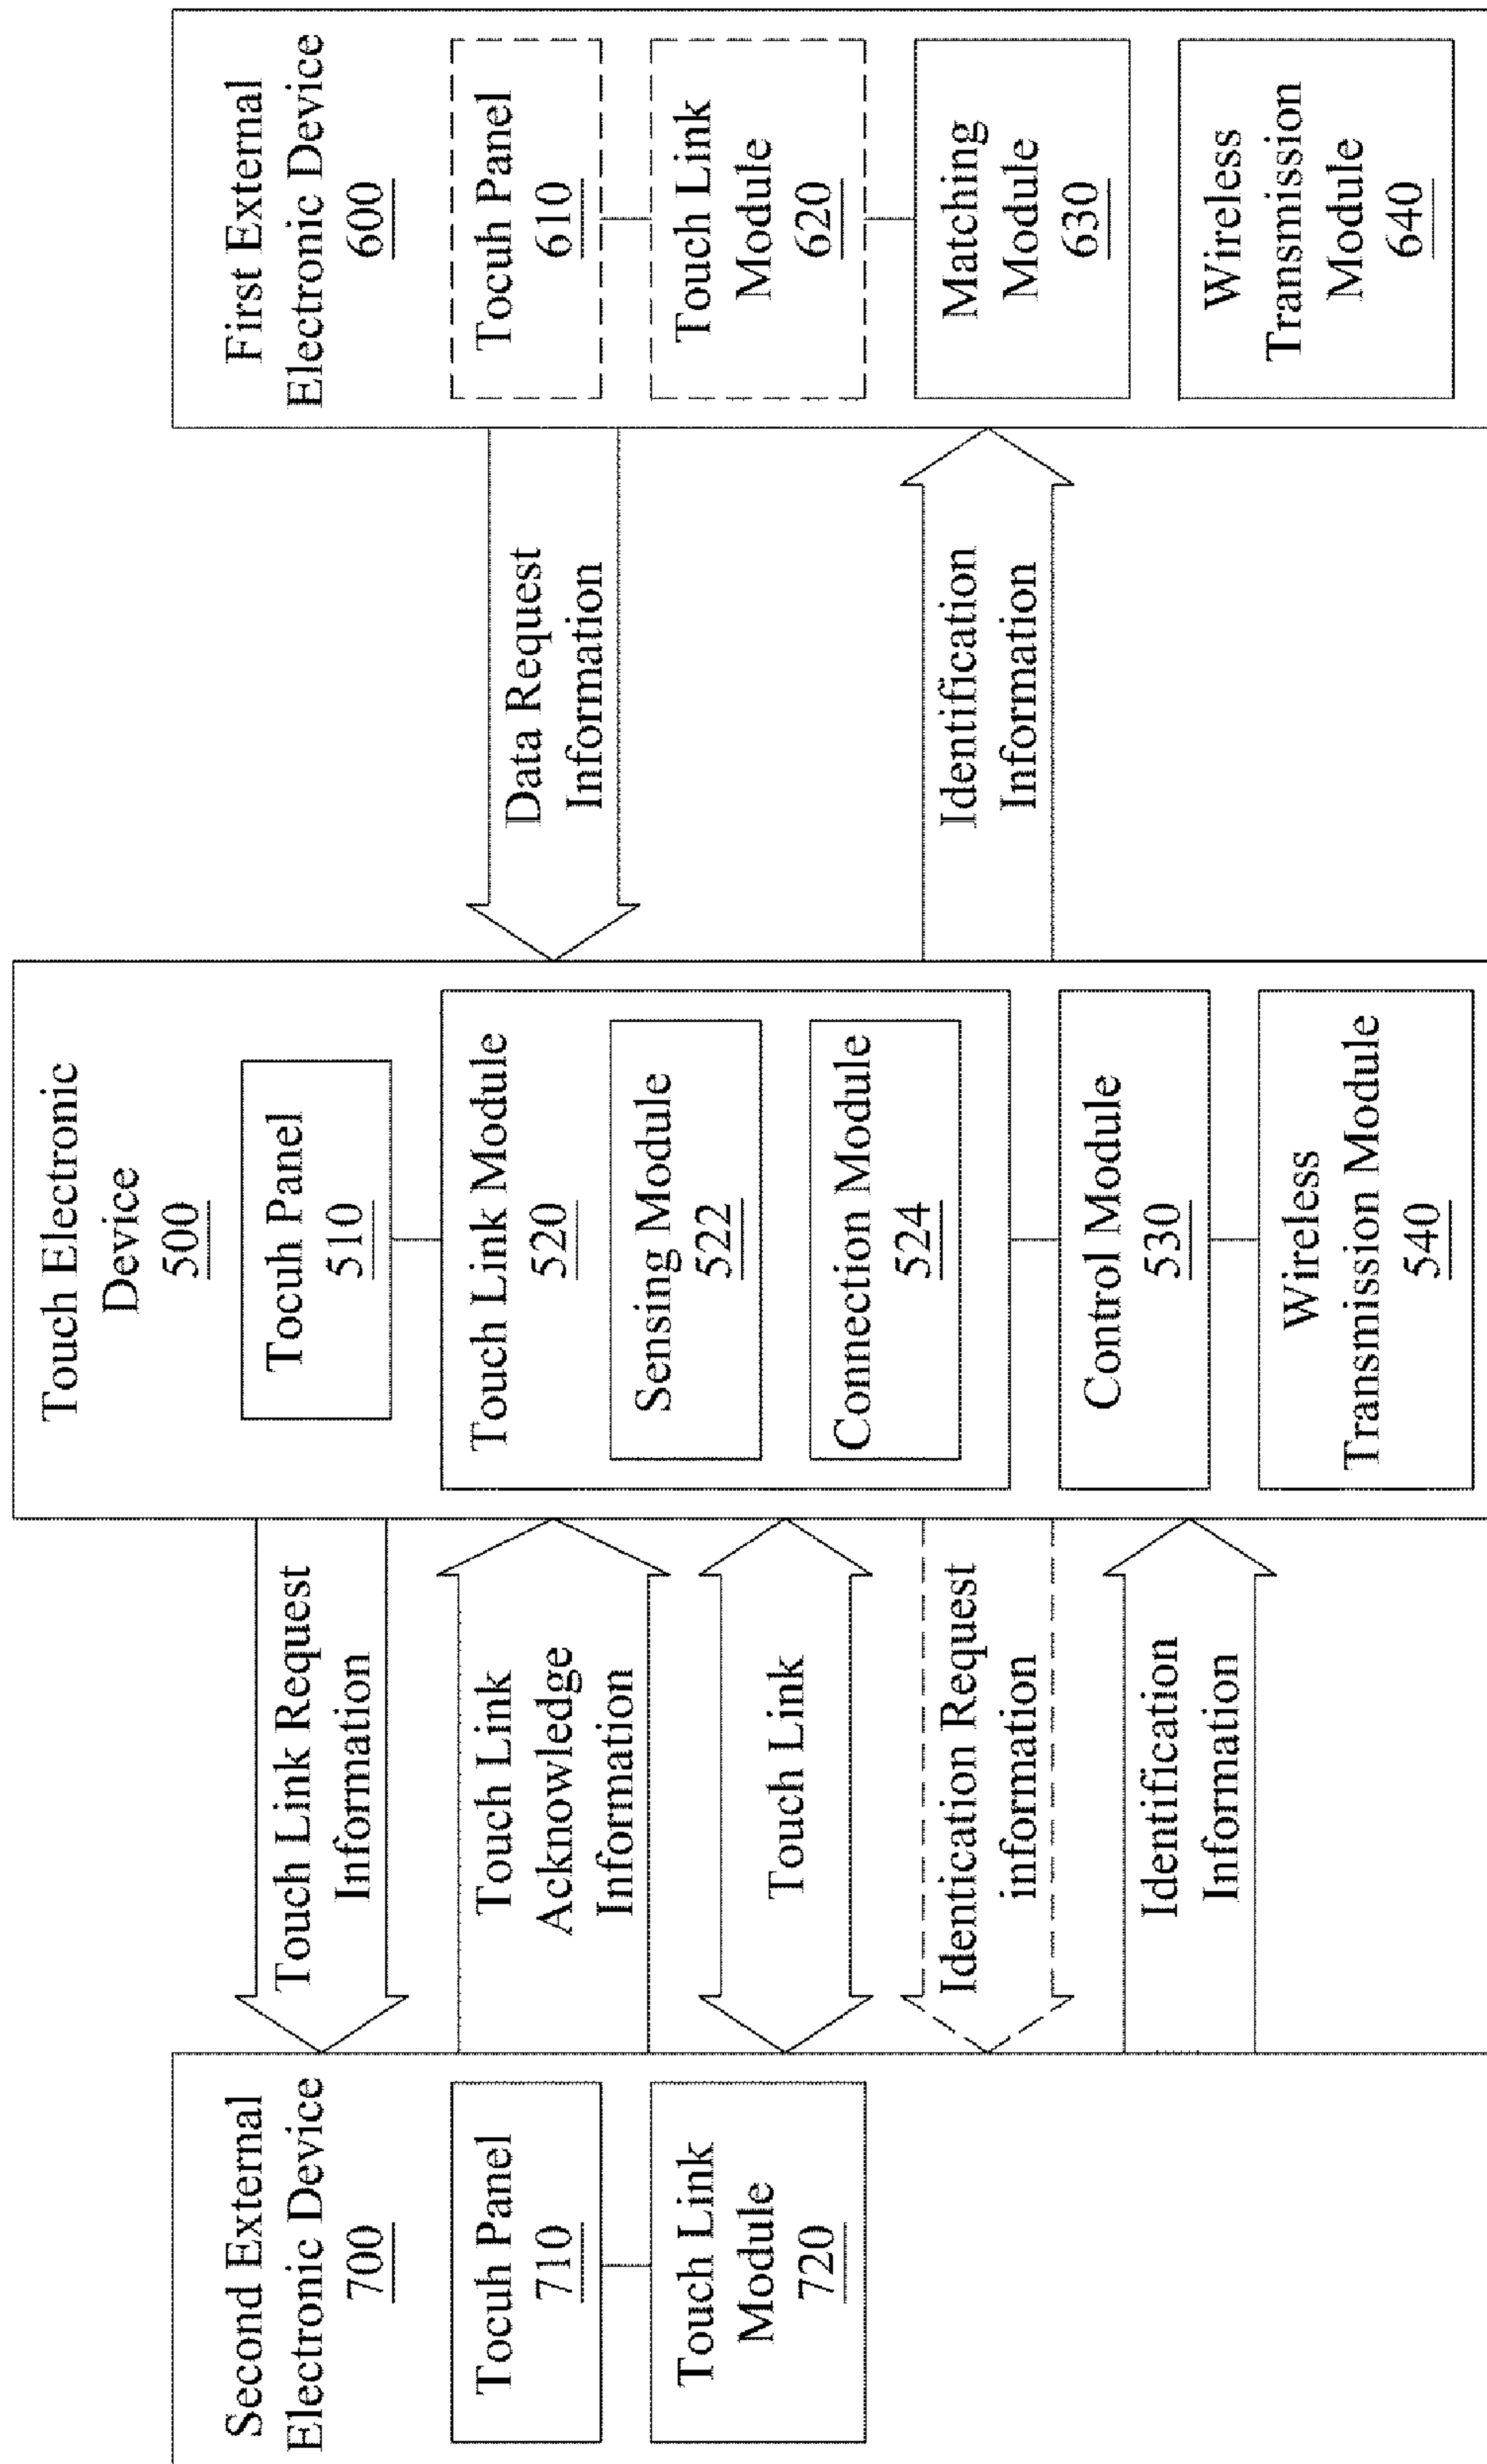 Second External
Electronic Device
700
Tocuh Panel
710
Touch Link
Module
720
Touch Link Request
Information
Touch Link
Acknowledge
Information
Touch Link
Identication Request
information
Identification
Information
Touch Electronic
Device
500
Tocuh Panel
510
Touch Link Module
520
Sensing Module
522
Connection Module
524
Control Module
530
Wireless
Transmission Module
540
Data Request
Information
Identification
Information
First External
Electronic Device
600
Tocuh Panel
610
Touch Link
Module
620
Matching
Module
630
Wireless
Transmission
Module
640